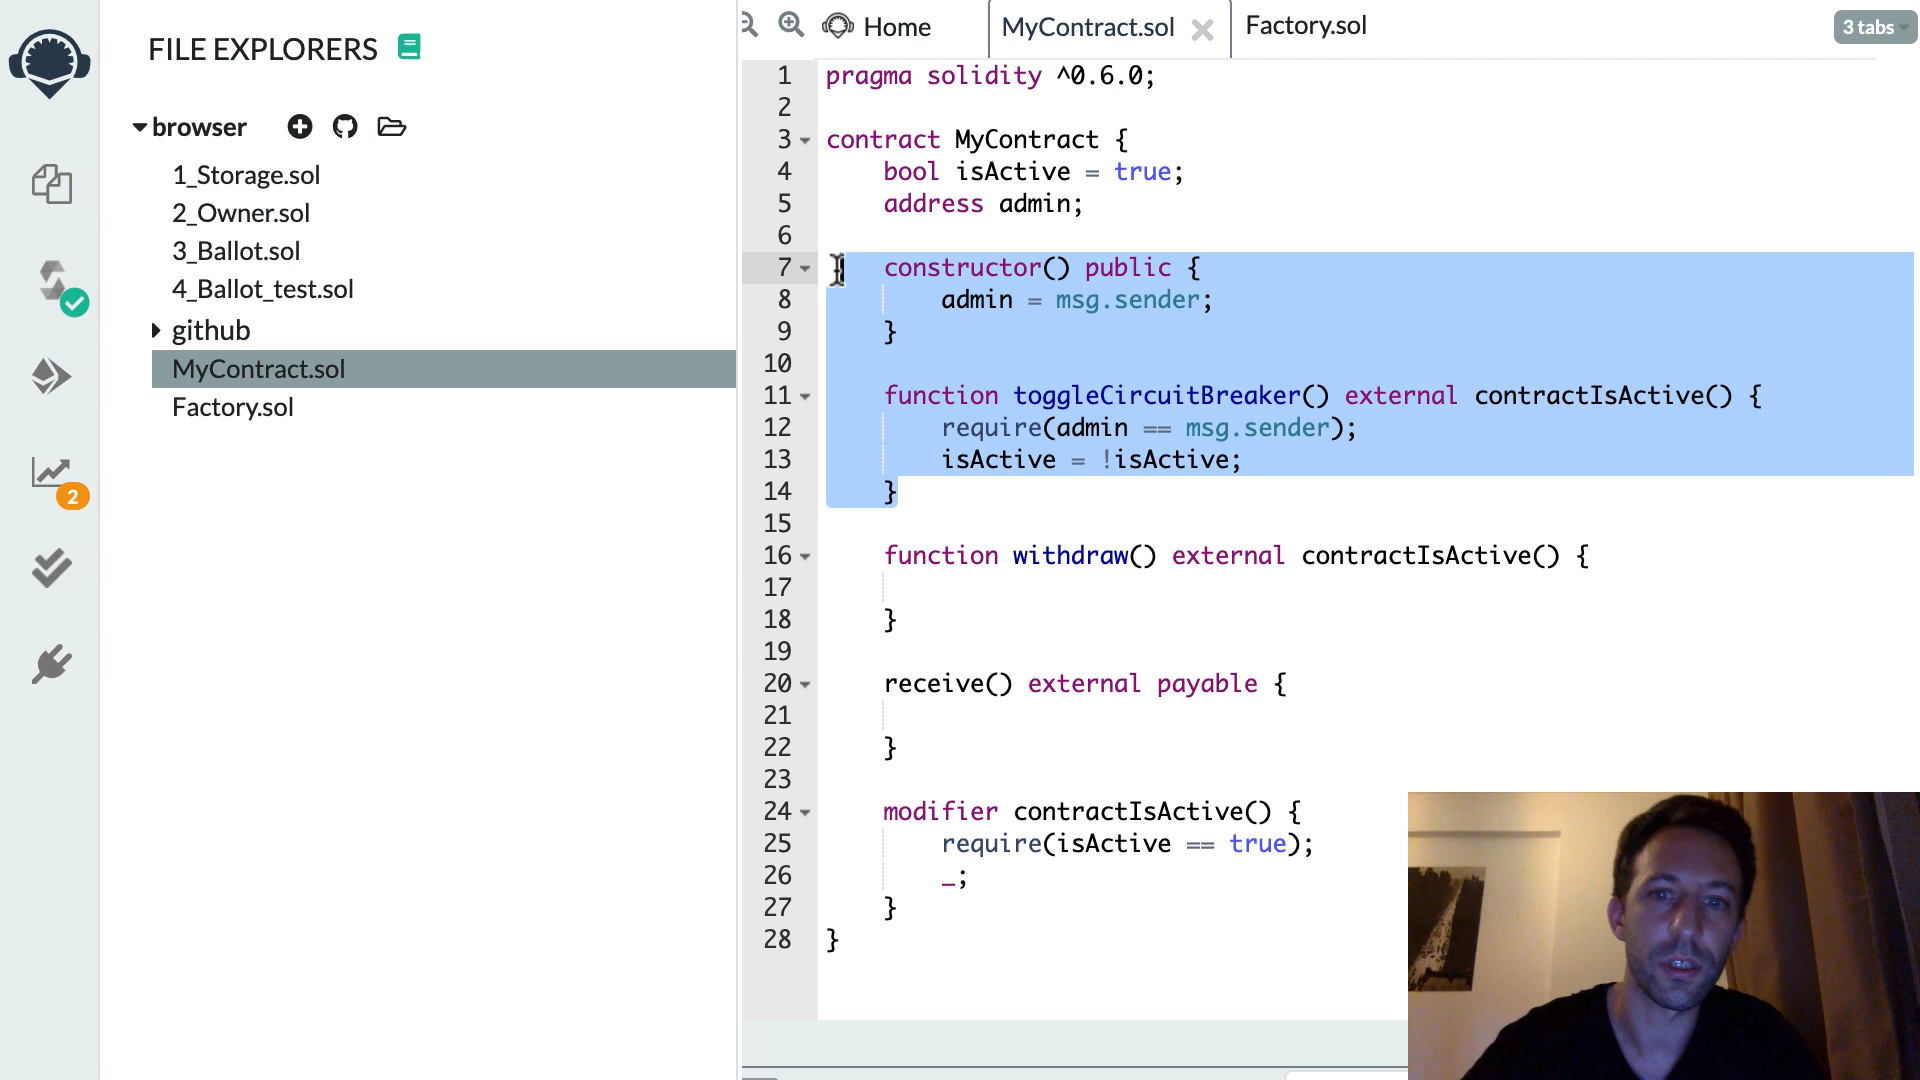 FILE EXPLORERS
browser
1_Storage.sol
2_Owner.sol
3_Ballot.sol
4_Ballot_test.sol
github
MyContract.sol
Factory.sol
2
Home
MyContract.sol
Factory.sol
3 tabs
1 pragma solidity ^0.6.0;
2
3 contract MyContract {
4     bool isActive = true;
5     address admin;
6
7     constructor() public {
8         admin = msg.sender;
9     }
10
11     function toggleCircuitBreaker() external contractIsActive() {
12         require(admin == msg.sender);
13         isActive = !isActive;
14     }
15
16     function withdraw() external contractIsActive() {
17
18     }
19
20     receive() external payable {
21
22     }
23
24     modifier contractIsActive() {
25         require(isActive == true);
26         _;
27     }
28 }